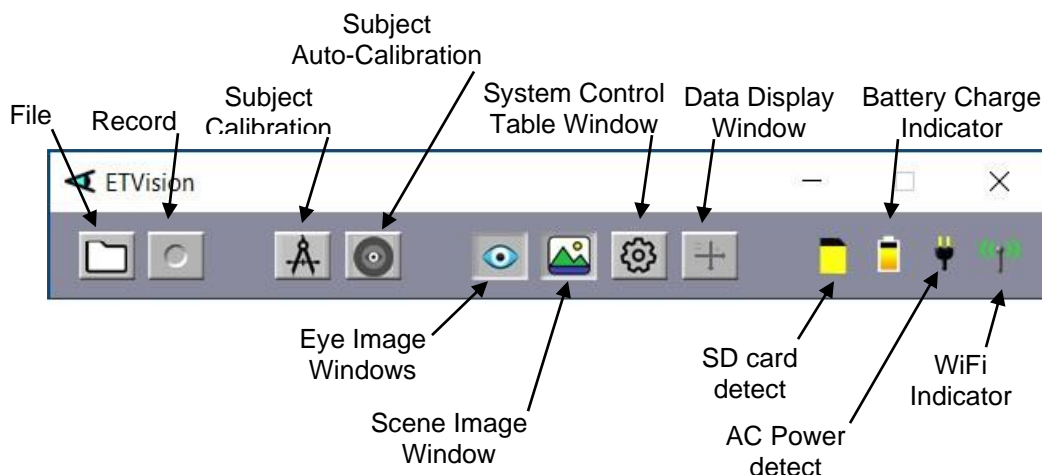 Subject
Auto-Calibration
File
Record
Subject
Calibration
System Control
Table Window
Data Display
Window
Battery Charge
Indicator
ETVision
Eye Image
Windows
Scene Image
Window
SD card
detect
AC Power
detect
WiFi
Indicator